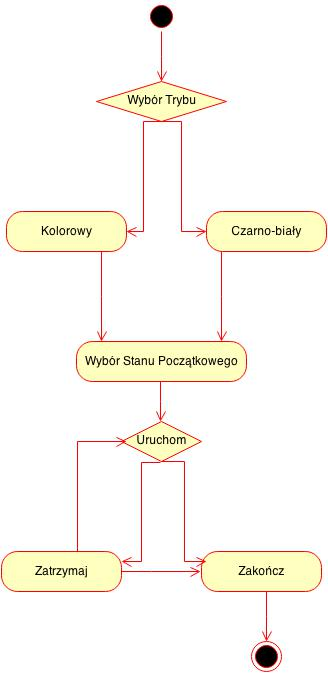 Wybór Trybu
Kolorowy
Czarno-biały
Wybór Stanu Początkowego
Uruchom
Zatrzymaj
Zakończ